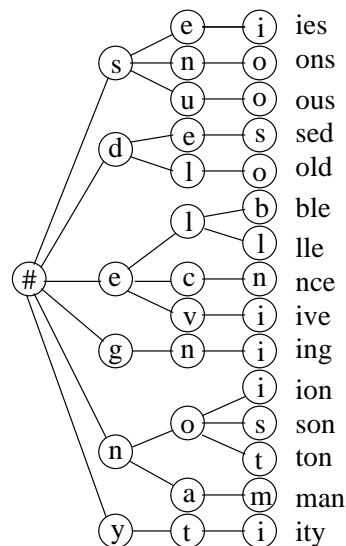 e i ies
s n o ons
u o ous
d e s sed
l o old
l b ble
l lle
# e c n nce
v i ive
g n i ing
i ion
o s son
n t ton
a m man
y t i ity